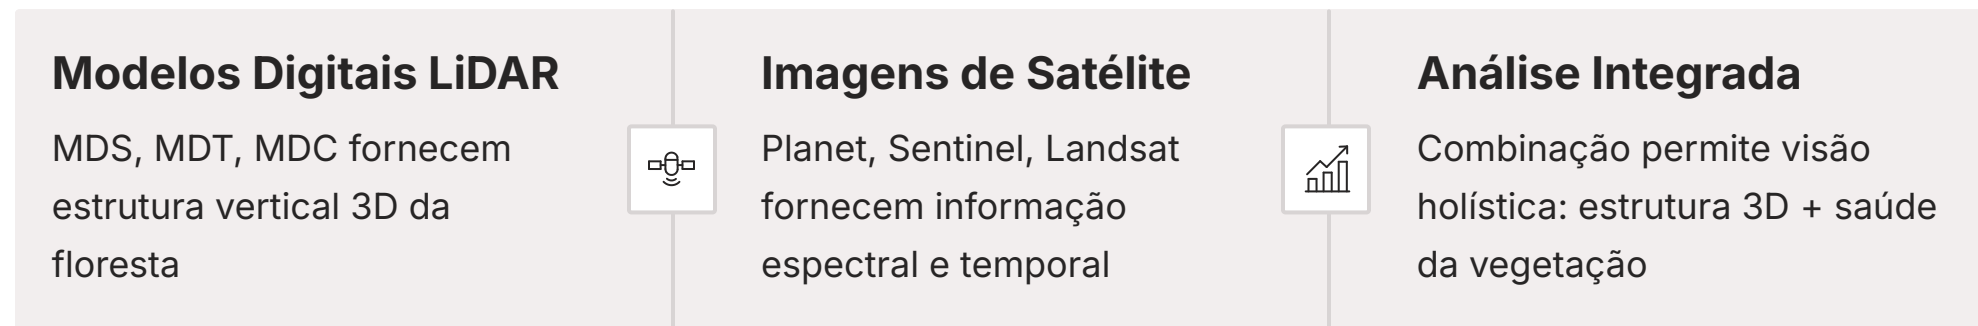 Modelos Digitais LiDAR
MDS, MDT, MDC fornecem
estrutura vertical 3D da
floresta
Imagens de Satélite
Planet, Sentinel, Landsat
fornecem informação
espectral e temporal
Análise Integrada
Combinação permite visão
holística: estrutura 3D + saúde
da vegetação